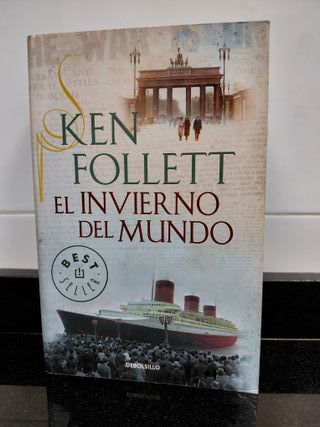 KEN
FOLLETT
EL INVIERNO
DEL MUNDO
BEST
SELLER
DEBOLSILLO